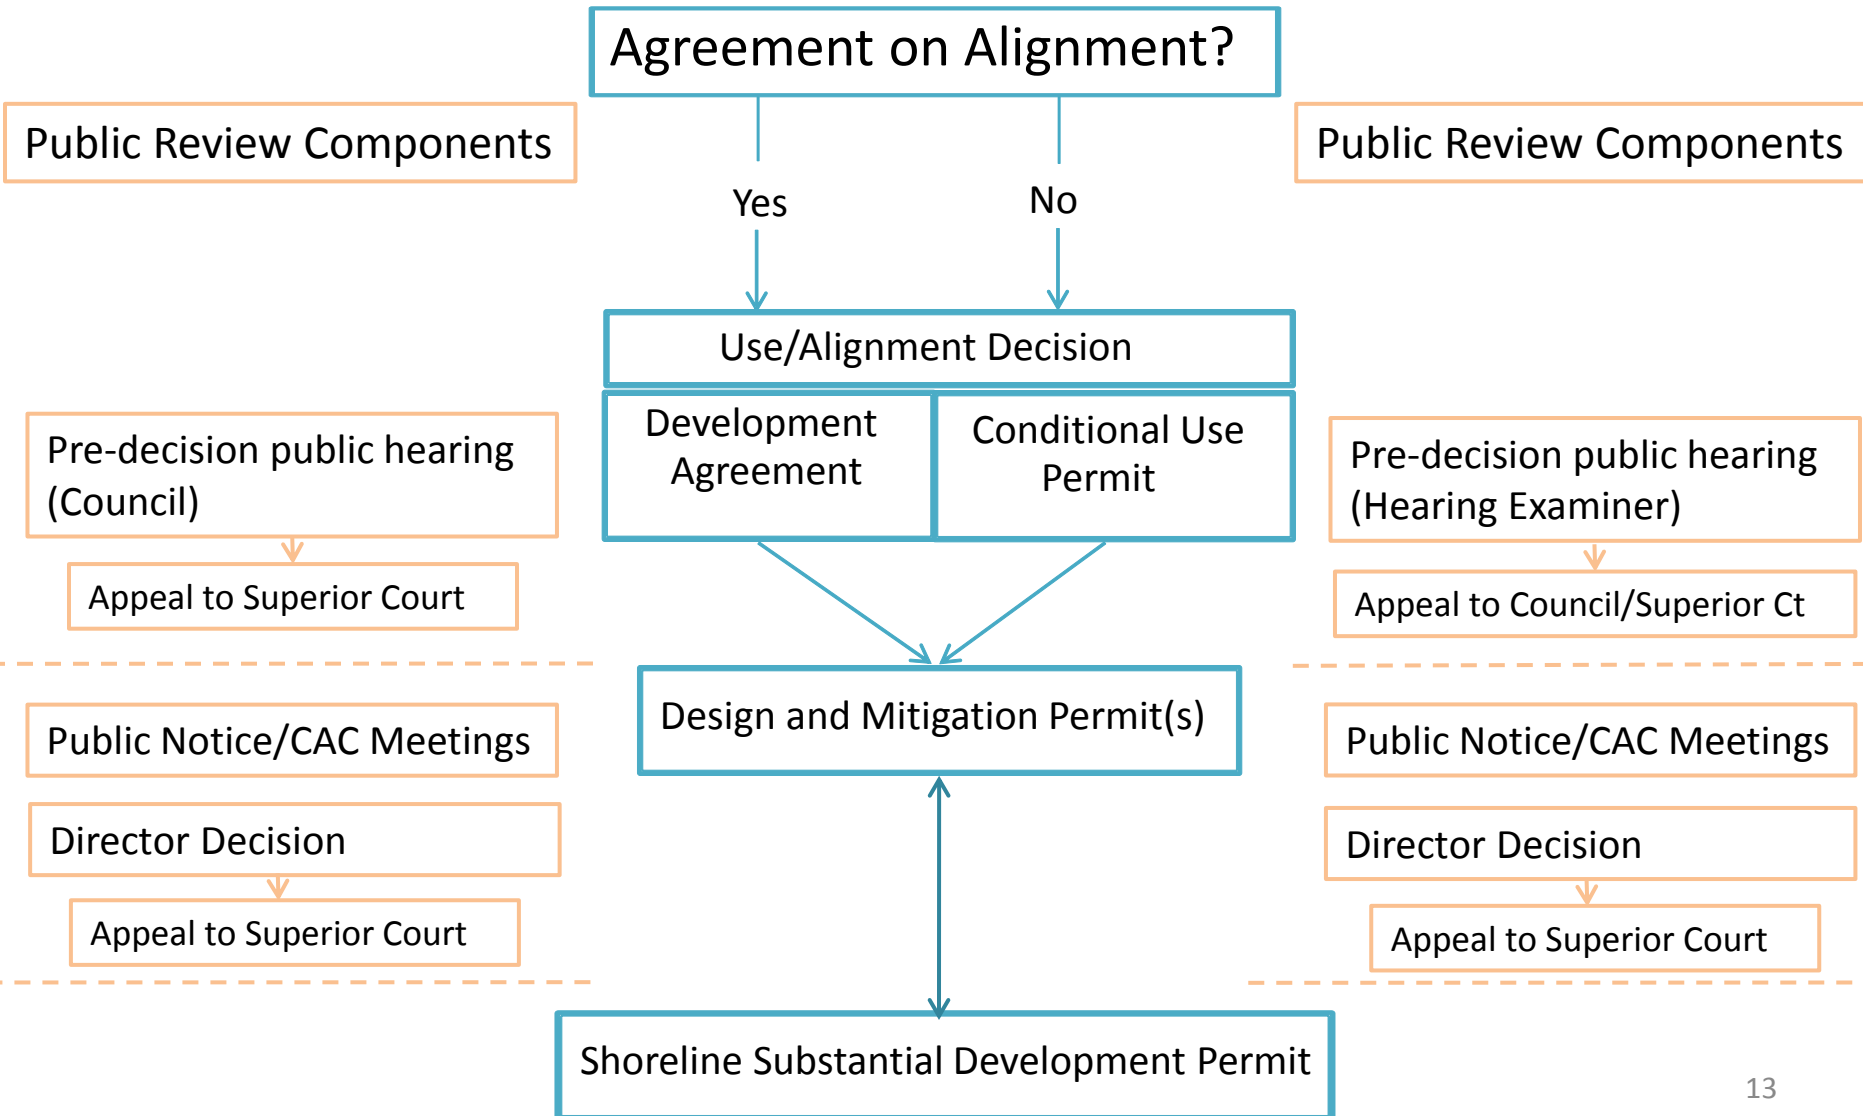 Agreement on Alignment?
Public Review Components
Public Review Components
Yes
No
Use/Alignment Decision
Development
Agreement
Conditional Use
Permit
Pre-decision public hearing
(Council)
Appeal to Superior Court
Pre-decision public hearing
(Hearing Examiner)
Appeal to Council/Superior Ct
Design and Mitigation Permit(s)
Public Notice/CAC Meetings
Director Decision
Appeal to Superior Court
Public Notice/CAC Meetings
Director Decision
Appeal to Superior Court
Shoreline Substantial Development Permit
13